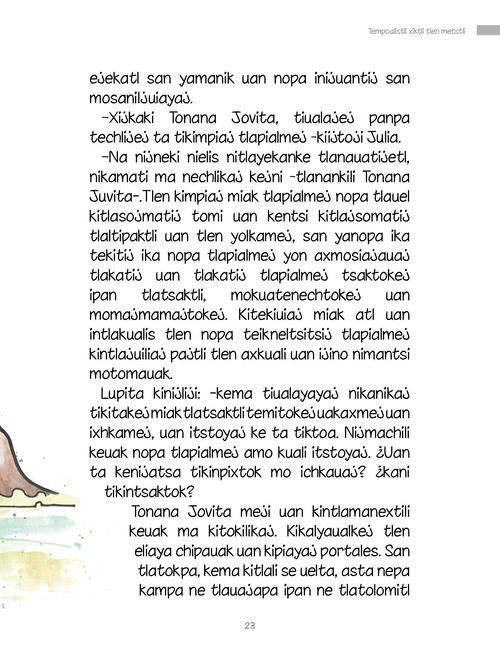 Tempoalistli xiktli tlen metstli
ejekatl san yamanik uan nopa inijuantij san
mosaniljuiayaj.
–Xijkaki Tonana Jovita, tiualajej panpa
techlijej ta tikimpiaj tlapialmej -kiijtoji Julia.
–Na nijneki nielis nitlayekanke tlanauatijetl,
nikamati ma nechlikaj kejni -tlanankili Tonana
Juvita-.Tlen kimpiaj miak tlapialmej nopa tlauel
kitlasojmatij tomi uan kentsi kitlajsomatij
tlaltipaktli uan tlen yolkamej, san yanopa ika
tekitij ika nopa tlapialmej yon axmosiajauaj
tlakatij uan tlakatij tlapialmej tsaktokej
ipan tlatsaktli, mokuatenechtokej uan
momajmamajtokej. Kitekiuiaj miak atl uan
intlakualis tlen nopa teikneltsitsij tlapialmej
kintlajuiliaj pajtli tlen axkuali uan ijino nimantsi
motomauak.
Lupita kinijliji: -kema tiualayayaj nikanikaj
tikitakej miak tlatsaktli temitokej uakaxmej uan
ixhkamej, uan itstoyaj ke ta tiktoa. Nijmachili
keuak nopa tlapialmej amo kuali itstoyaj. ¿Uan
ta kenijatsa tikinpixtok mo ichkauaj? ¿kani
tikintsaktok?
Tonana Jovita meji uan kintlamanextili
keuak ma kitokilikaj. Kikalyaualkej tlen
eliaya chipauak uan kipiayaj portales. San
tlatokpa, kema kitlali se uelta, asta nepa
kampa ne tlauajapa ipan ne tlatolomitl
23